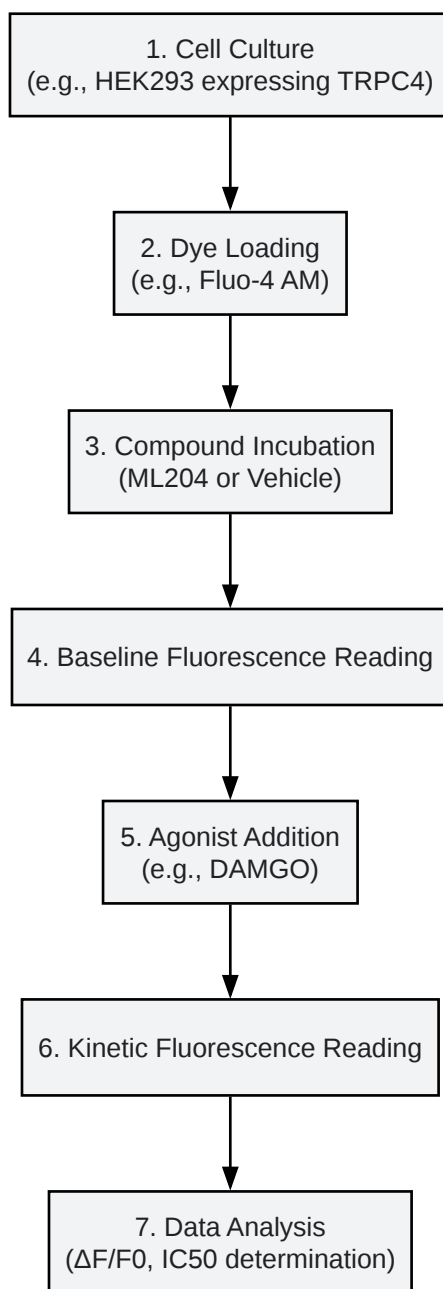 1. Cell Culture
(e.g., HEK293 expressing TRPC4)
2. Dye Loading
(e.g., Fluo-4 AM)
3. Compound Incubation
(ML204 or Vehicle)
4. Baseline Fluorescence Reading
5. Agonist Addition
(e.g., DAMGO)
6. Kinetic Fluorescence Reading
7. Data Analysis
(ΔF/F0, IC50 determination)